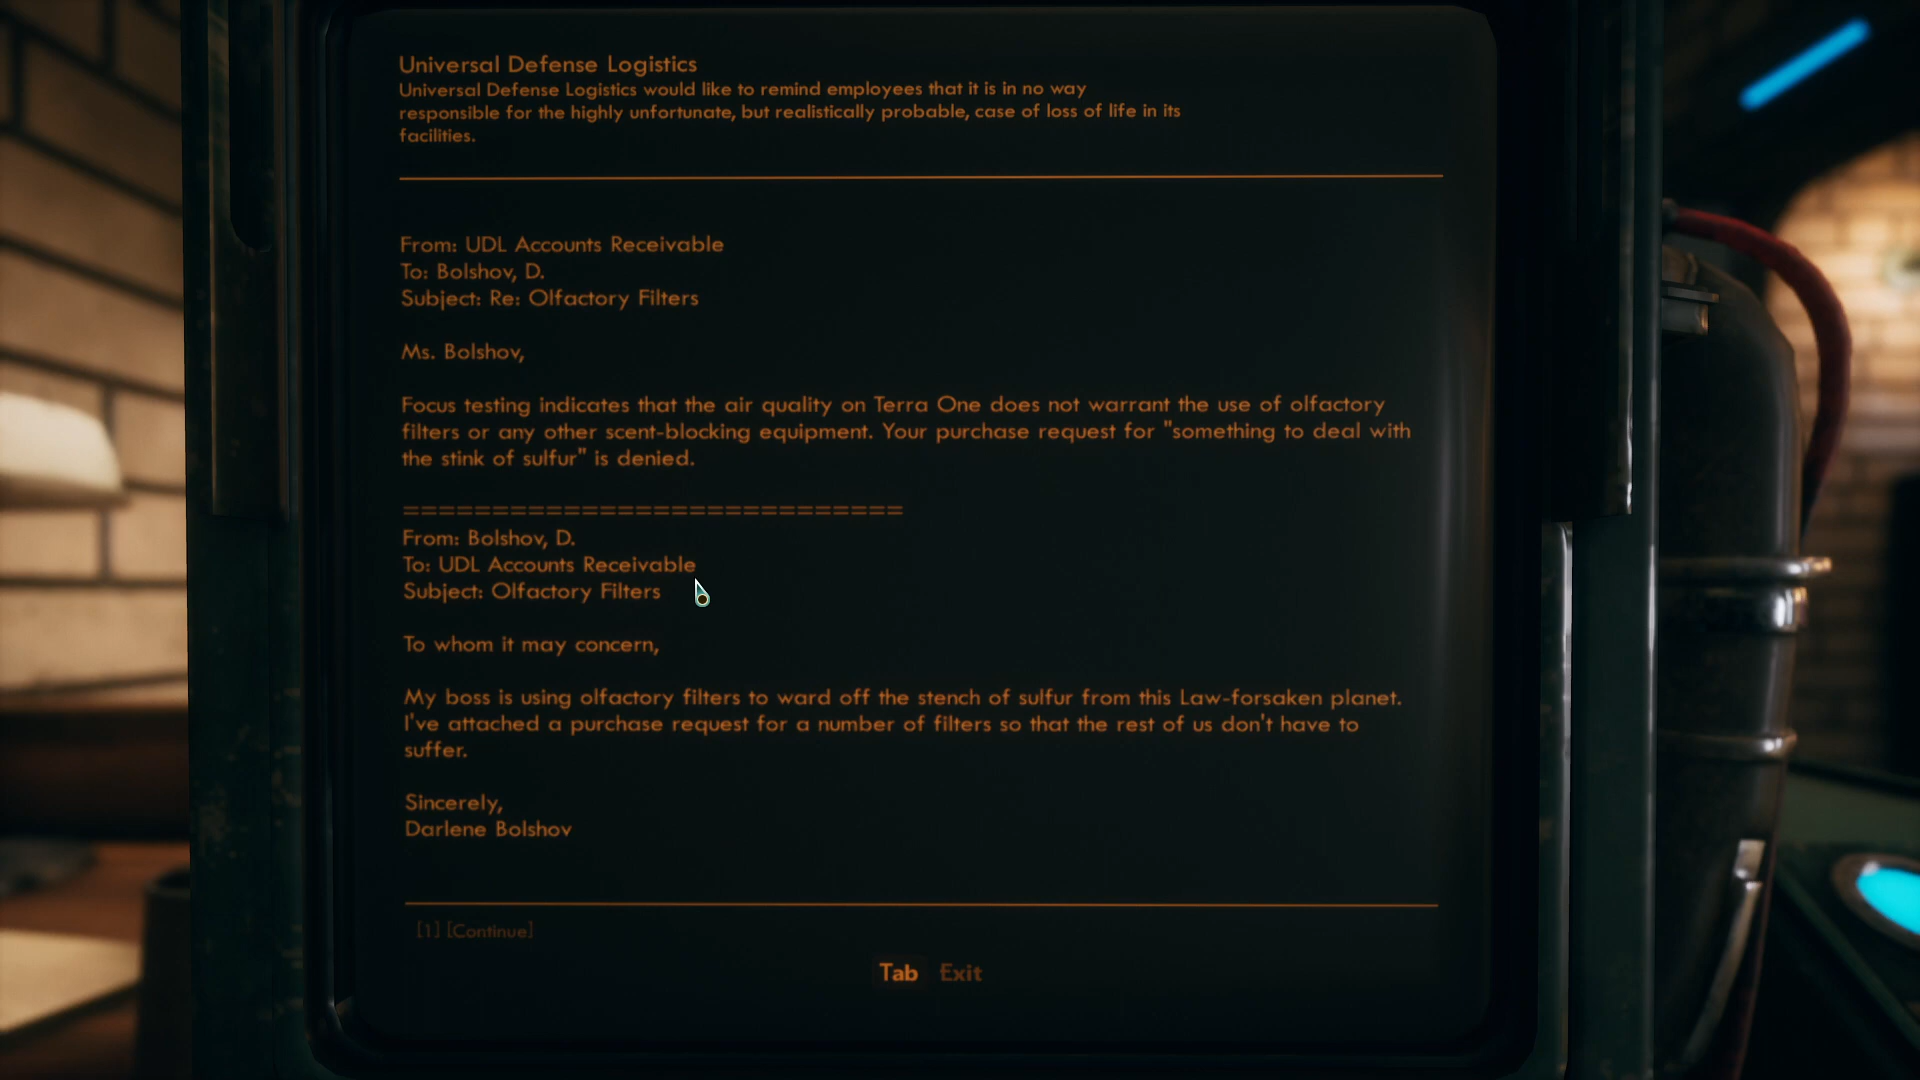 Universal Defense Logistics
Universal Defense Logistics would like to remind employees that it is in no way
responsible for the highly unfortunate, but realistically probable, case of loss of life in its
facilities.
From: UDL Accounts Receivable
To: Bolshov, D.
Subject: Re: Olfactory Filters
Ms. Bolshov,
Focus testing indicates that the air quality on Terra One does not warrant the use of olfactory
filters or any other scent-blocking equipment. Your purchase request for "something to deal with
the stink of sulfur" is denied.
============================
From: Bolshov, D.
To: UDL Accounts Receivable
Subject: Olfactory Filters
To whom it may concern,
My boss is using olfactory filters to ward off the stench of sulfur from this Law-forsaken planet.
I've attached a purchase request for a number of filters so that the rest of us don't have to
suffer.
Sincerely,
Darlene Bolshov
[1] [Continue]
Tab Exit